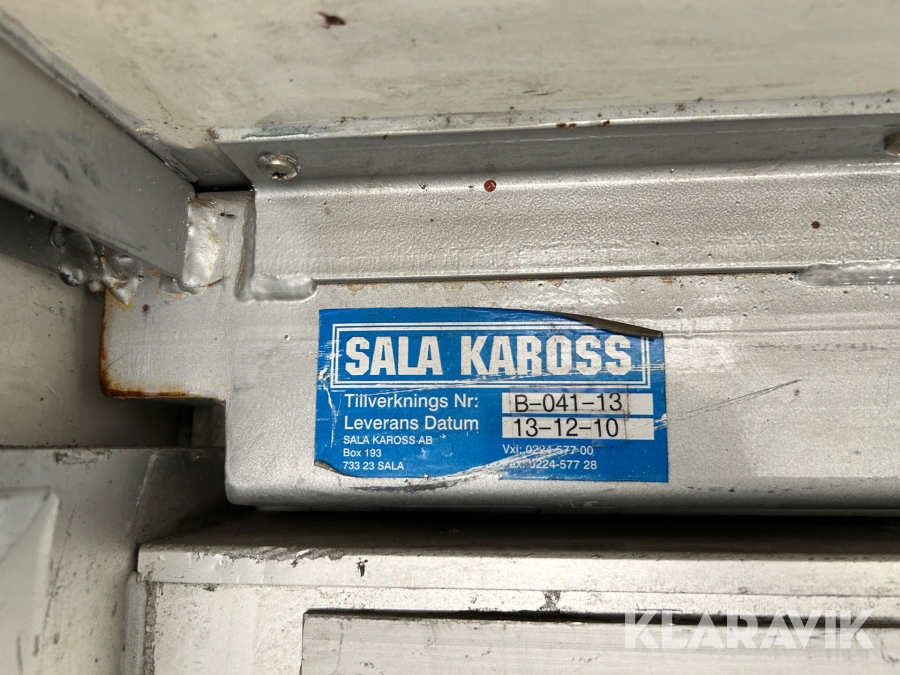 SALA KAROSS
Tillverknings Nr: B-041-13
Leverans Datum 13-12-10
SALA KAROSS AB
Box 193
733 23 SALA
Vxl: 0224-577 00
Fax: 0224-577 28
KLARAVIK